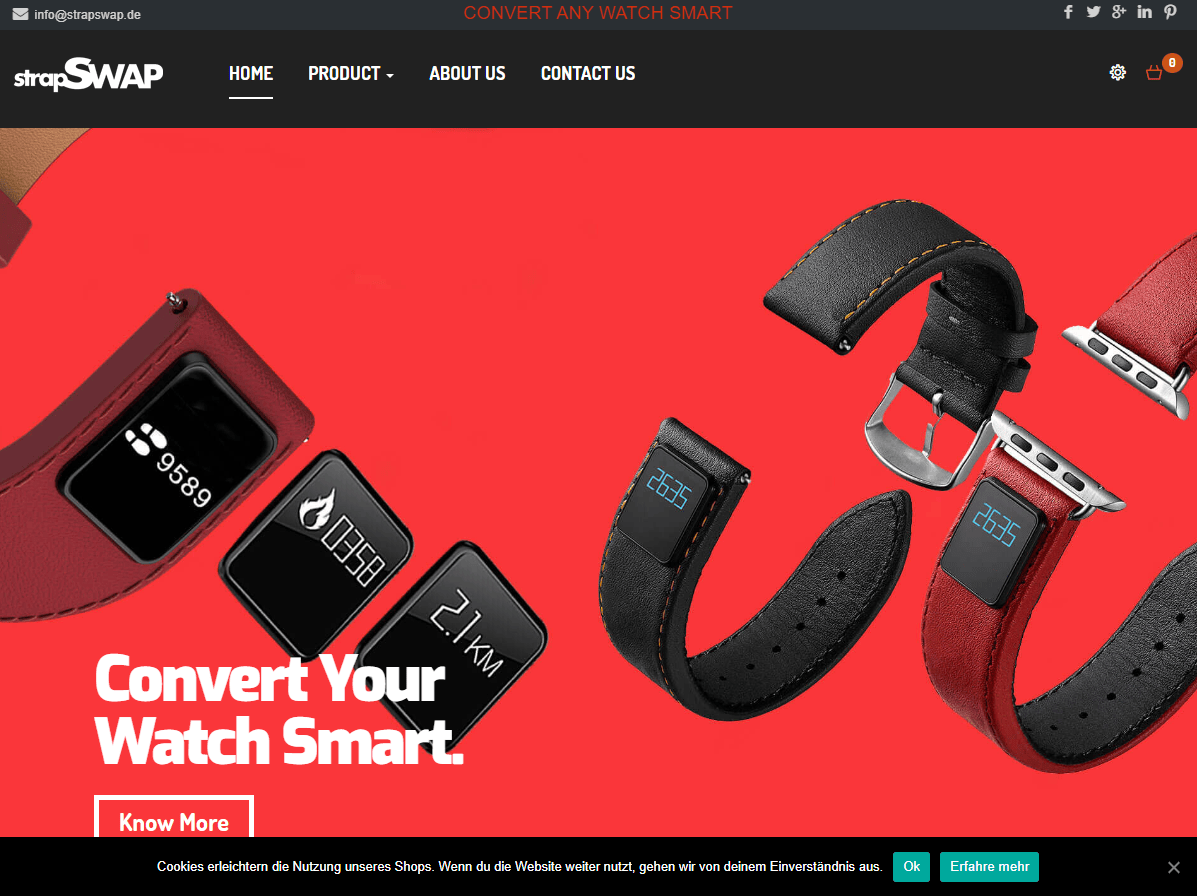 info@strapswap.de
CONVERT ANY WATCH SMART
strapSWAP
HOME
PRODUCT
ABOUT US
CONTACT US
0
9589
0358
2.1 KM
2635
2635
Convert Your
Watch Smart.
Know More
Cookies erleichtern die Nutzung unseres Shops. Wenn du die Website weiter nutzt, gehen wir von deinem Einverständnis aus.
Ok
Erfahre mehr